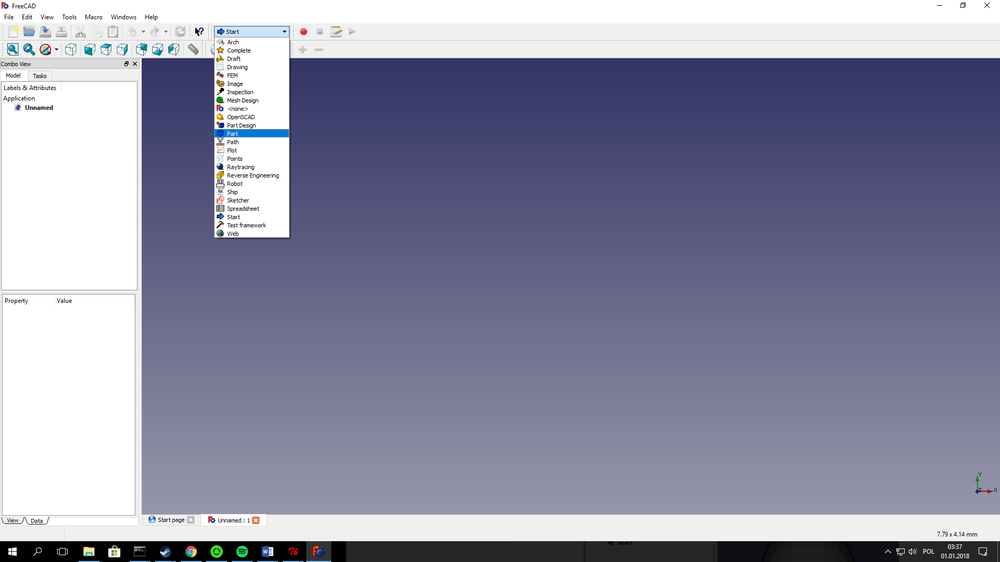 FreeCAD
File Edit View Tools Macro Windows Help
Start
Arch
Complete
Draft
Drawing
FEM
Image
Inspection
Mesh Design
<none>
OpenSCAD
Part Design
Part
Path
Plot
Points
Raytracing
Reverse Engineering
Robot
Ship
Sketcher
Spreadsheet
Start
Test framework
Web
Combo View
Model Tasks
Labels & Attributes
Application
Unnamed
Property Value
View Data
Start page
Unnamed : 1
Y
Z X
7.79 x 4.14 mm
new1
POL
03:37
01.01.2018